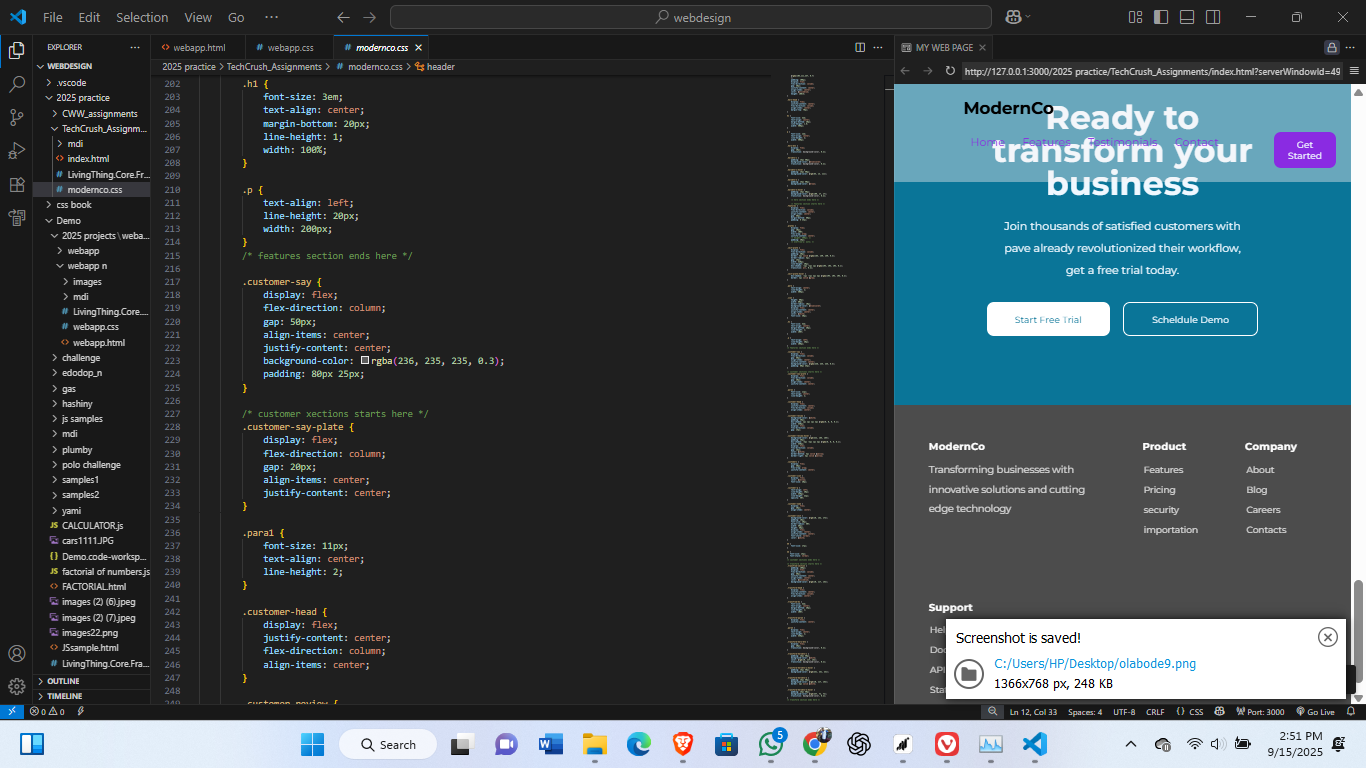 File Edit Selection View Go ··· webdesign
EXPLORER ···
WEBDESIGN
.vscode
2025 practice
CWW_assignments
TechCrush_Assignm...
mdi
index.html
LivingThing.Core.Fr...
modernco.css
css book
Demo
2025 projects \ weba...
webapp
webapp n
images
mdi
LivingThing.Core....
webapp.css
webapp.html
challenge
edodop_n
gas
hashiny
js samples
mdi
plumby
polo challenge
samples1
samples2
yami
JS CALCULATOR.js
cars1111.JPG
Demo.code-worksp...
JS factorial of numbers.js
FACTORIAL.html
images (2) (6).jpeg
images (2) (7).jpeg
images22.png
JSsample.html
LivingThing.Core.Fra...
OUTLINE
TIMELINE
webapp.html webapp.css modernco.css
2025 practice > TechCrush_Assignments > modernco.css > header
202 .h1 {
203 font-size: 3em;
204 text-align: center;
205 margin-bottom: 20px;
206 line-height: 1;
207 width: 100%;
208 }
209
210 .p {
211 text-align: left;
212 line-height: 20px;
213 width: 200px;
214 }
215 /* features section ends here */
216
217 .customer-say {
218 display: flex;
219 flex-direction: column;
220 gap: 50px;
221 align-items: center;
222 justify-content: center;
223 background-color: rgba(236, 235, 235, 0.3);
224 padding: 80px 25px;
225 }
226
227 /* customer xections starts here */
228 .customer-say-plate {
229 display: flex;
230 flex-direction: column;
231 gap: 20px;
232 align-items: center;
233 justify-content: center;
234 }
235
236 .para1 {
237 font-size: 11px;
238 text-align: center;
239 line-height: 2;
240 }
241
242 .customer-head {
243 display: flex;
244 justify-content: center;
245 flex-direction: column;
246 align-items: center;
247 }
248
249 .customer-review {
MY WEB PAGE
http://127.0.0.1:3000/2025 practice/TechCrush_Assignments/index.html?serverWindowId=49
ModernCo
Home Features Testimonials Contact
Get
Started
Ready to
transform your
business
Join thousands of satisfied customers with
pave already revolutionized their workflow,
get a free trial today.
Start Free Trial Scheldule Demo
ModernCo
Transforming businesses with
innovative solutions and cutting
edge technology
Product
Features
Pricing
security
importation
Company
About
Blog
Careers
Contacts
Support
Hel
Doc
API
Stat
Screenshot is saved!
C:/Users/HP/Desktop/olabode9.png
1366x768 px, 248 KB
0 0 Ln 12, Col 33 Spaces: 4 UTF-8 CRLF {} CSS Port: 3000 Go Live
Search
5
2:51 PM
9/15/2025